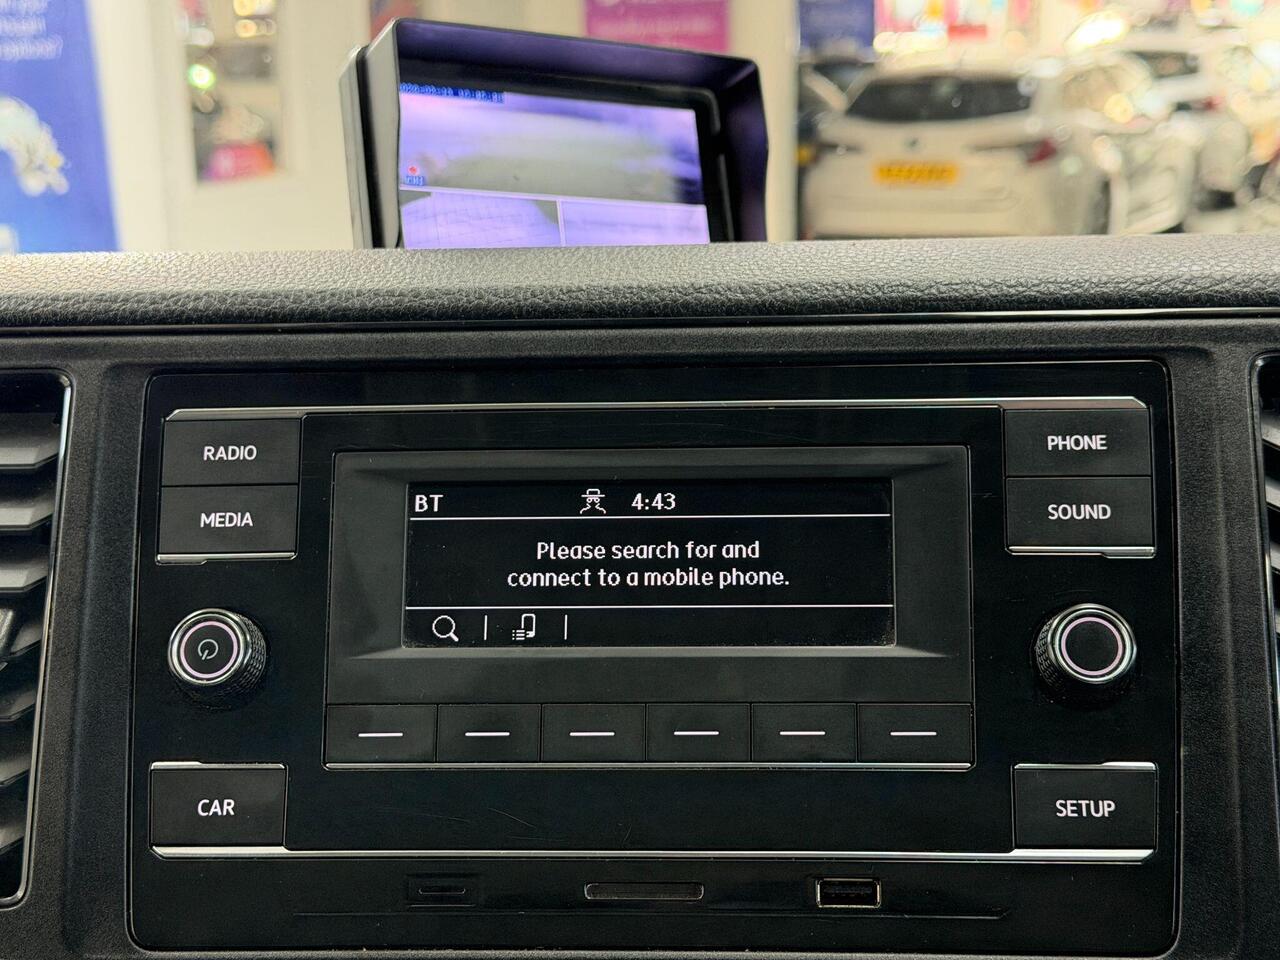 RADIO
MEDIA
PHONE
SOUND
BT 4:43
Please search for and
connect to a mobile phone.
CAR
SETUP